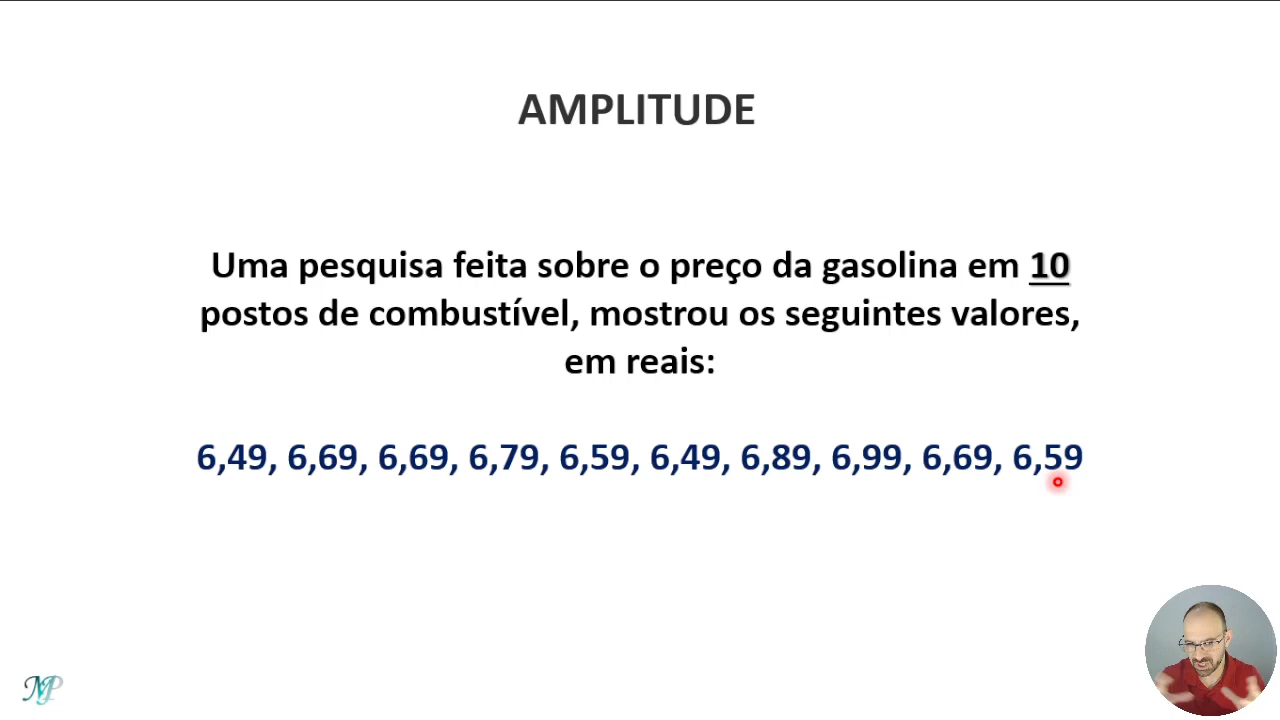 AMPLITUDE
Uma pesquisa feita sobre o preço da gasolina em 10
postos de combustível, mostrou os seguintes valores,
em reais:
6,49, 6,69, 6,69, 6,79, 6,59, 6,49, 6,89, 6,99, 6,69, 6,59
MP